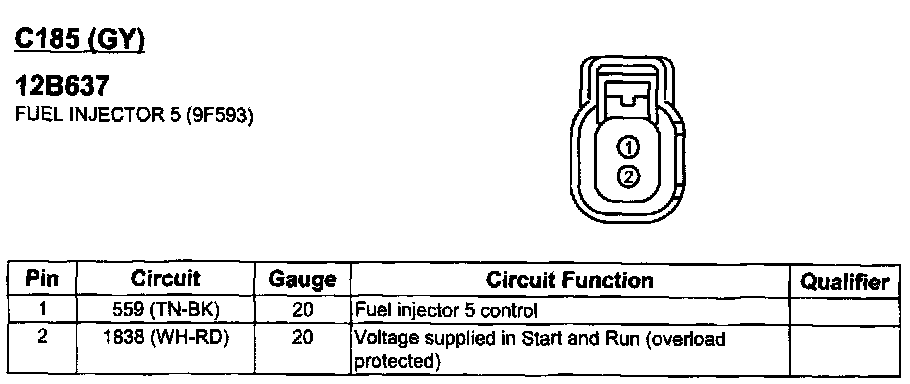 C185 (GY)
12B637
FUEL INJECTOR 5 (9F593)
1
2
Pin Circuit Gauge Circuit Function Qualifier
1 559 (TN-BK) 20 Fuel injector 5 control
2 1838 (WH-RD) 20 Voltage supplied in Start and Run (overload
protected)